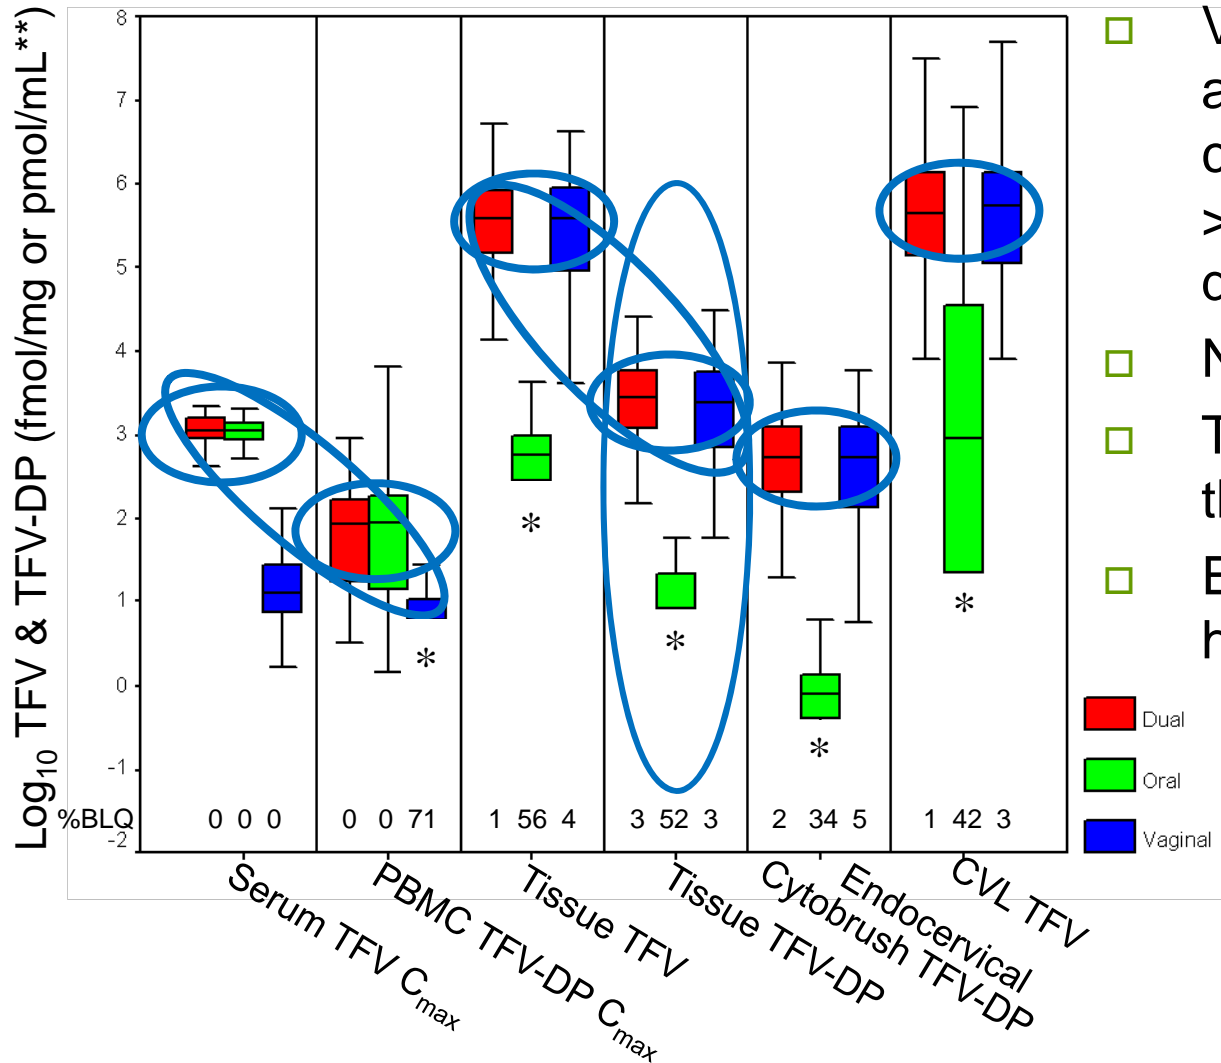 Log10 TFV & TFV-DP (fmol/mg or pmol/mL**)
8
7
6
5
4
3
2
1
0
-1
-2
* * * * *
%BLQ 0 0 0 0 0 71 1 56 4 3 52 3 2 34 5 1 42 3
Serum TFV Cmax
PBMC TFV-DP Cmax
Tissue TFV
Tissue TFV-DP
Endocervical
Cytobrush TFV-DP
CVL TFV
Dual
Oral
Vaginal
>